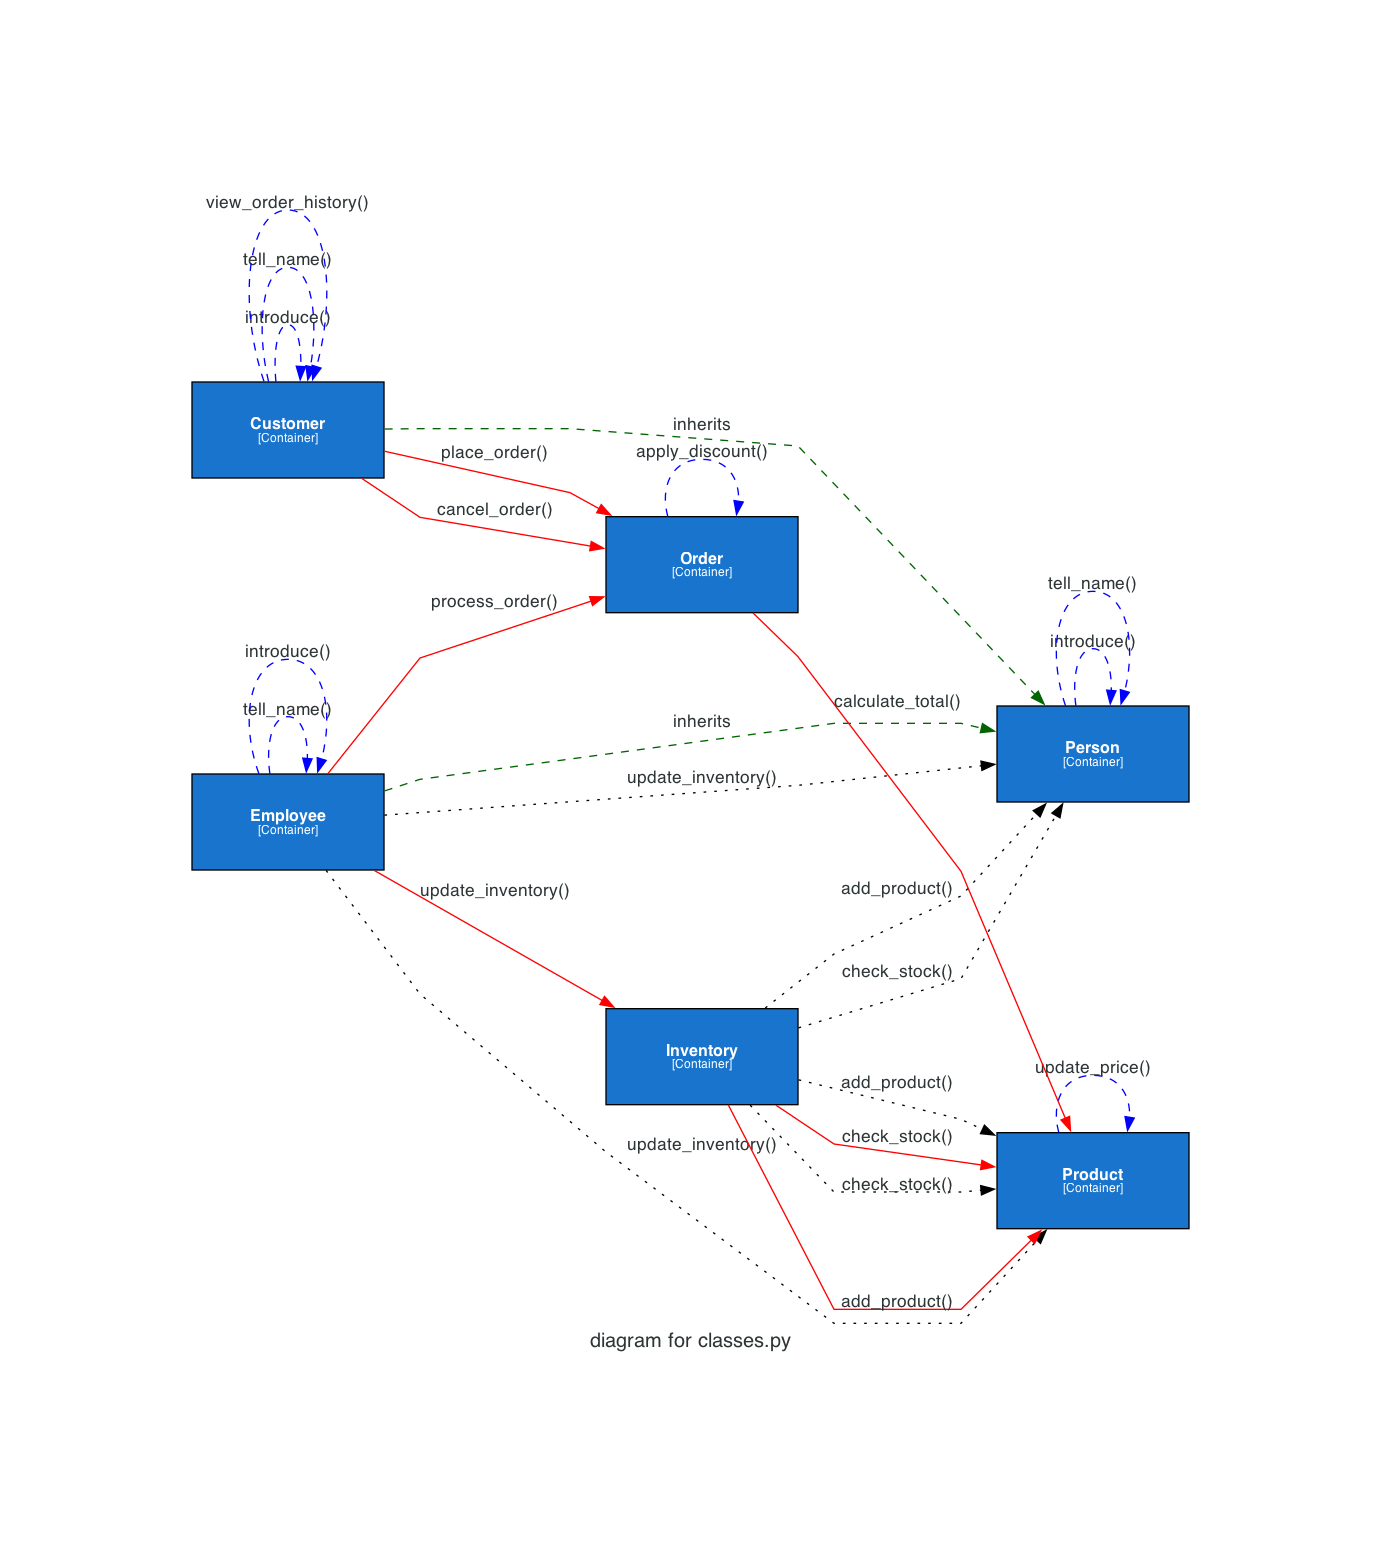 view_order_history()
tell_name()
introduce()
Customer
[Container]
inherits
place_order()
apply_discount()
cancel_order()
Order
[Container]
process_order()
tell_name()
introduce()
introduce()
tell_name()
calculate_total()
inherits
Person
[Container]
update_inventory()
Employee
[Container]
update_inventory()
add_product()
check_stock()
Inventory
[Container]
update_price()
add_product()
check_stock()
update_inventory()
Product
[Container]
check_stock()
add_product()
diagram for classes.py